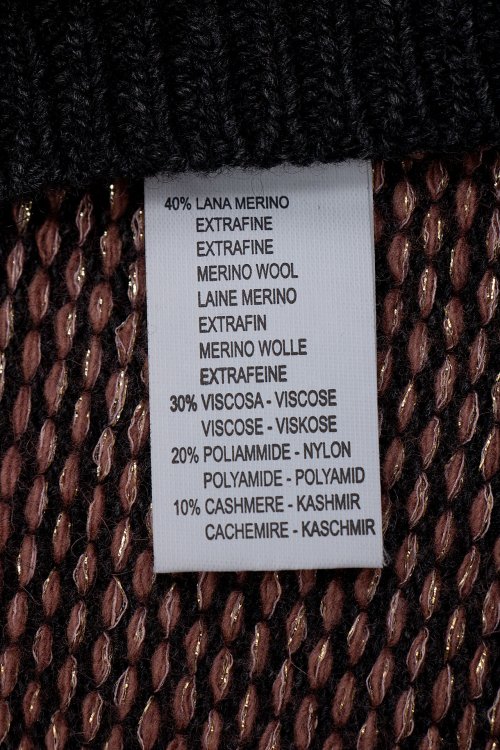 40% LANA MERINO
EXTRAFINE
EXTRAFINE
MERINO WOOL
LAINE MERINO
EXTRAFIN
MERINO WOLLE
EXTRAFEINE
30% VISCOSA - VISCOSE
VISCOSE - VISKOSE
20% POLIAMMIDE - NYLON
POLYAMIDE - POLYAMID
10% CASHMERE - KASHMIR
CACHEMIRE - KASCHMIR